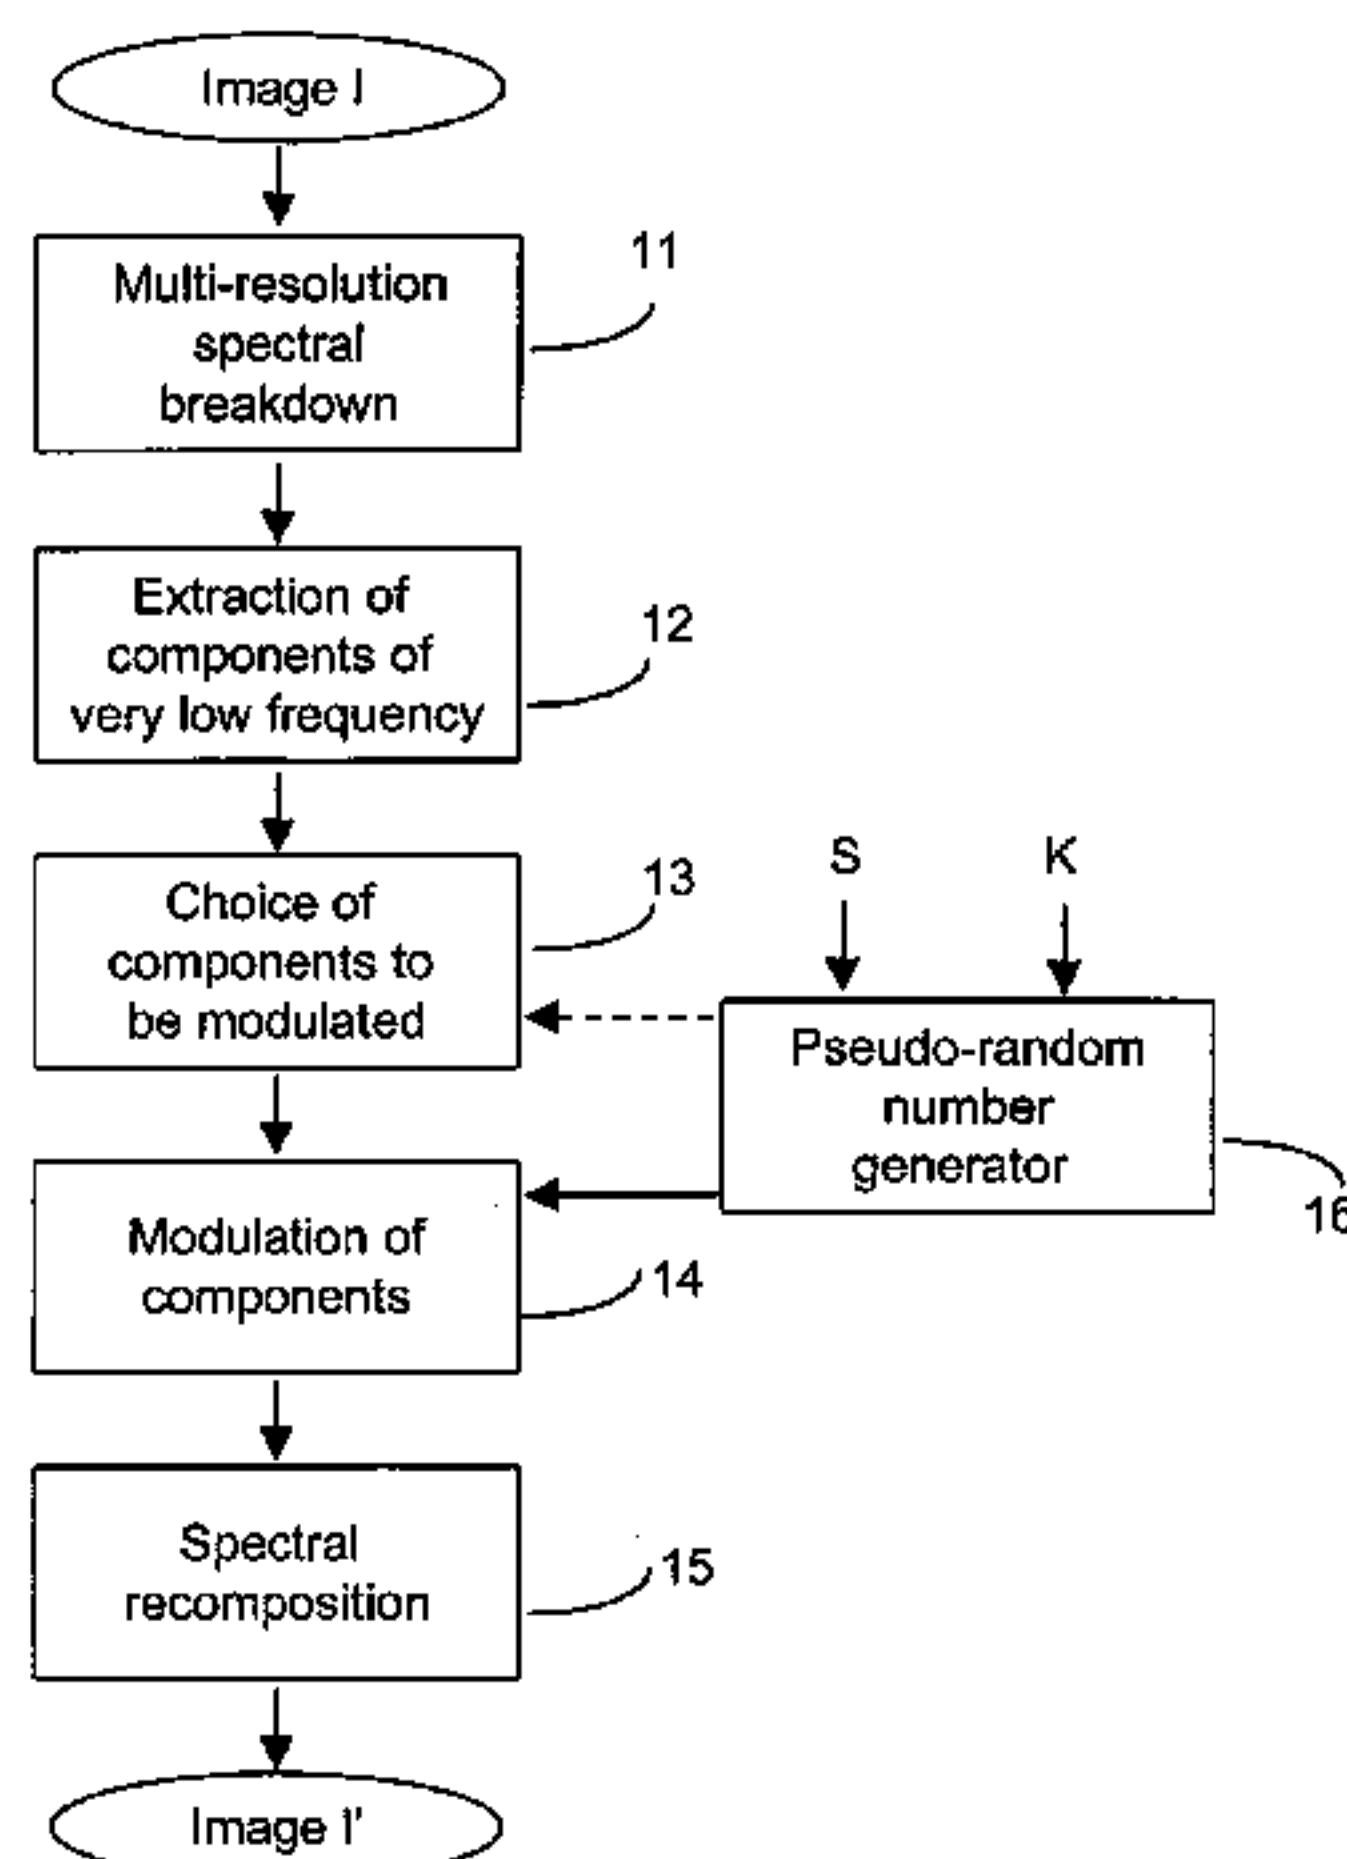 Image I
11
Multi-resolution
spectral
breakdown
12
Extraction of
components of
very low frequency
13
Choice of
components to
be modulated
S
K
Pseudo-random
number
generator
16
Modulation of
components
14
Spectral
recomposition
15
Image I'